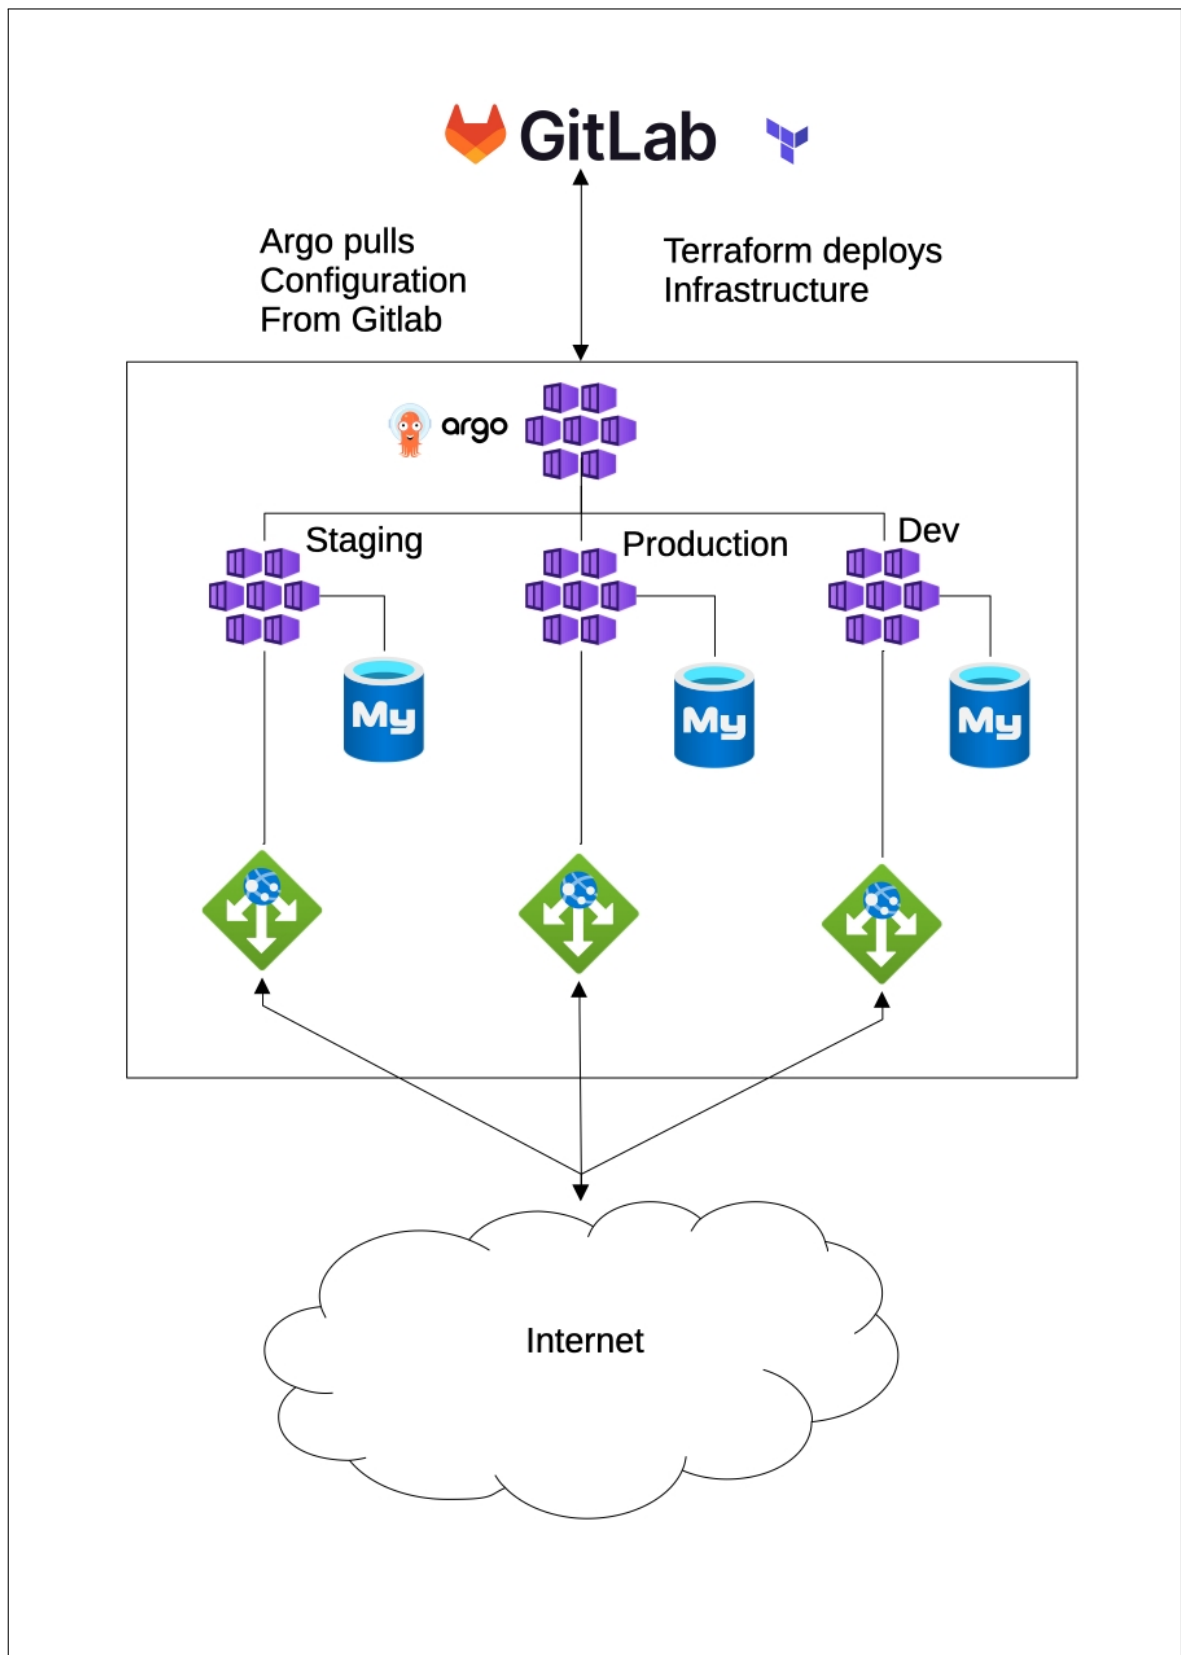 GitLab
Argo pulls
Configuration
From Gitlab
Terraform deploys
Infrastructure
argo
Staging
Production
Dev
My
My
My
Internet